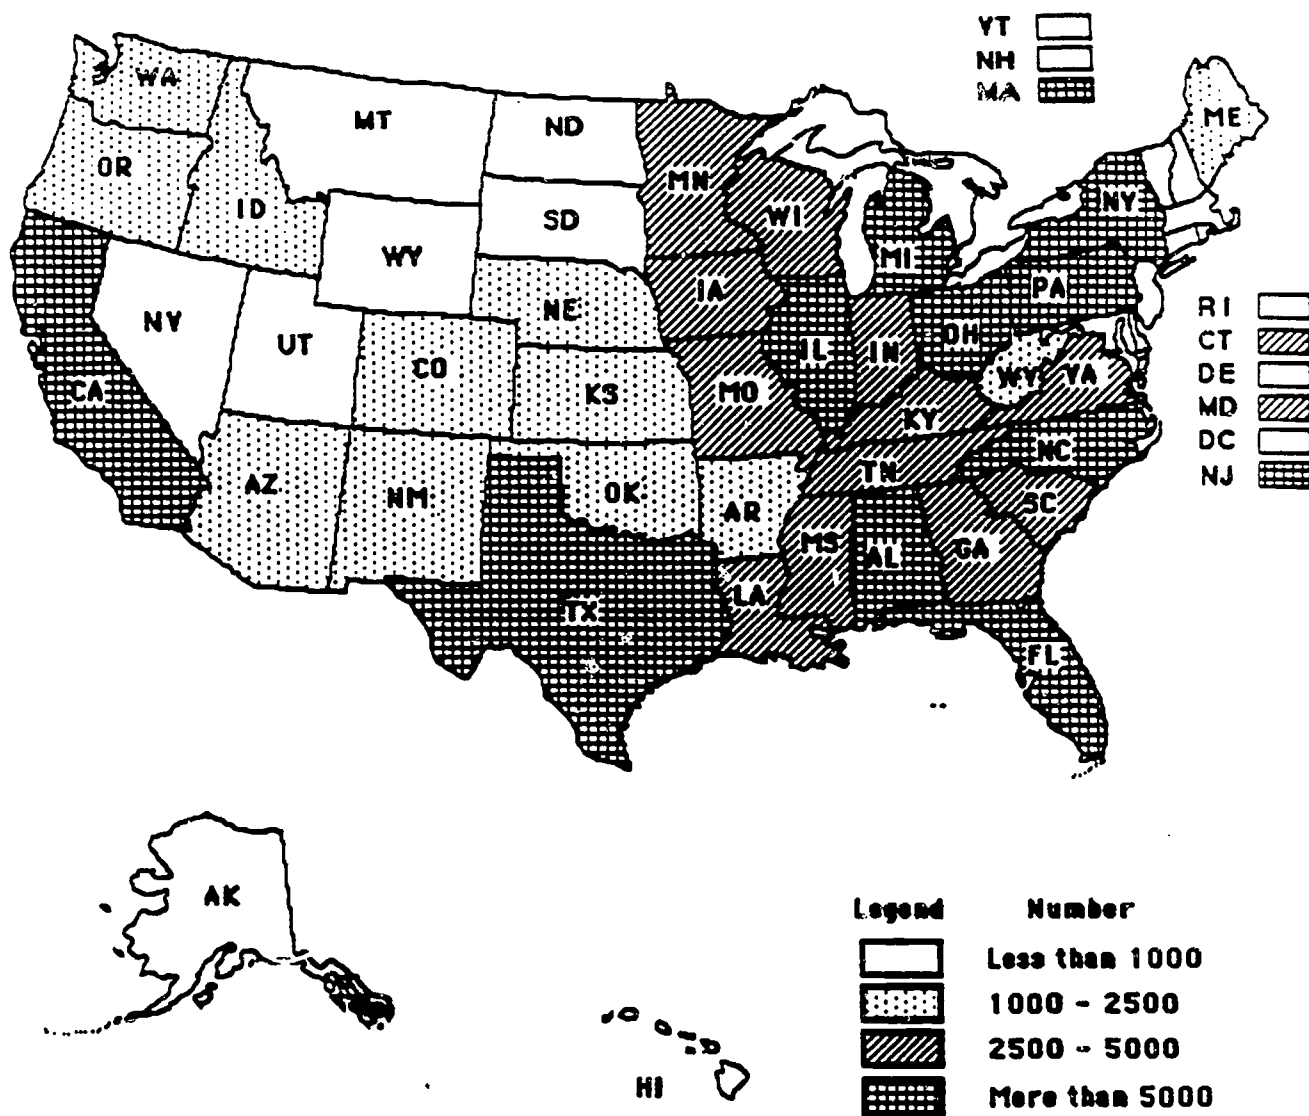 VT
NH
MA
WA
MT
ND
ME
OR
MN
ID
SD
WI
NY
WY
MI
IA
PA
NE
RI
NV
UT
OH
CT
CO
IL
IN
WV
VA
DE
CA
KS
MO
KY
MD
NC
DC
AZ
NM
OK
TN
NJ
AR
SC
MS
AL
GA
LA
TX
FL
AK
HI
Legend Number
Less than 1000
1000 - 2500
2500 - 5000
More than 5000